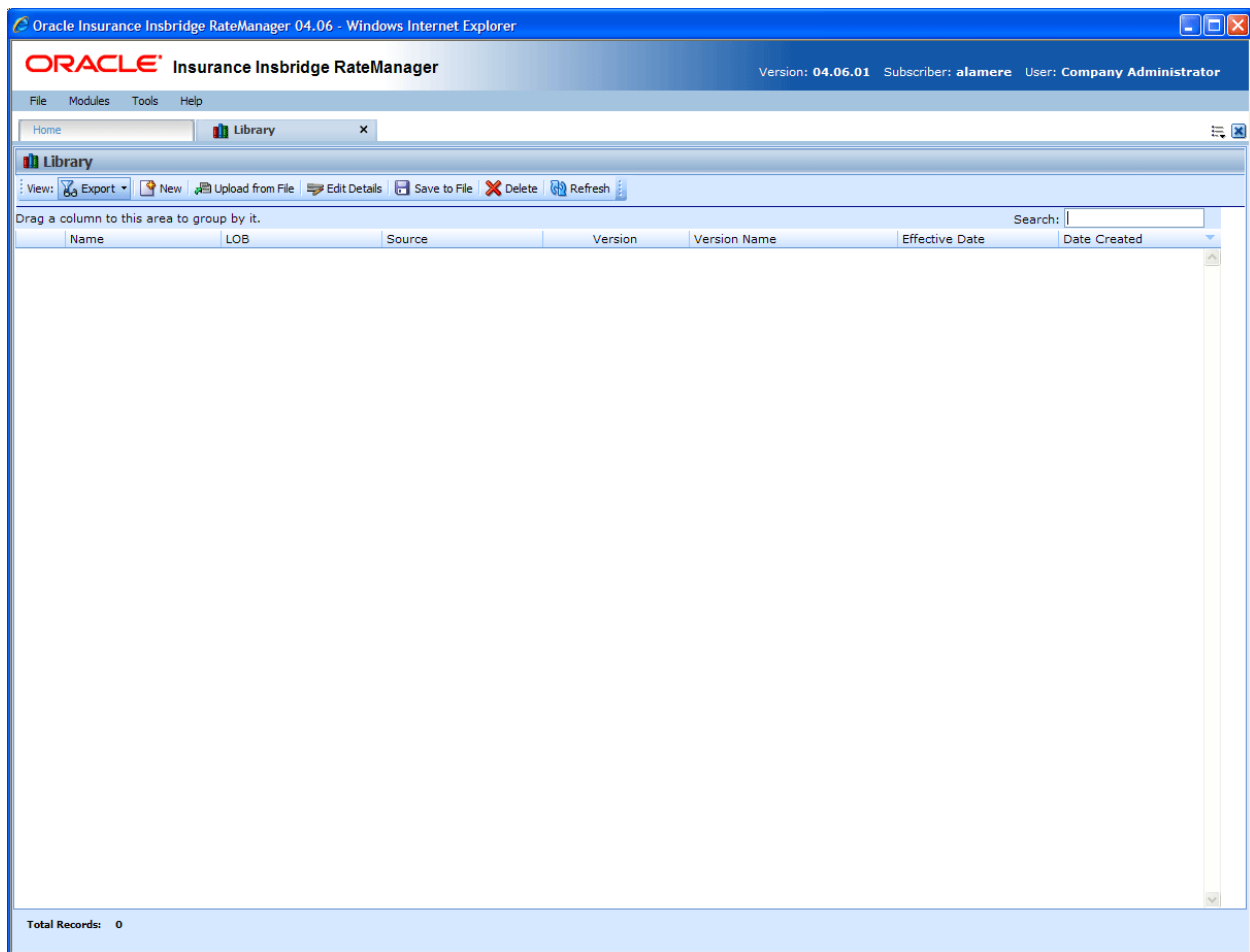 Oracle Insurance Insbridge RateManager 04.06 - Windows Internet Explorer
ORACLE Insurance Insbridge RateManager
Version: 04.06.01 Subscriber: alamere User: Company Administrator
File Modules Tools Help
Home Library
Library
View: Export New Upload from File Edit Details Save to File Delete Refresh
Drag a column to this area to group by it. Search:
Name LOB Source Version Version Name Effective Date Date Created
Total Records: 0